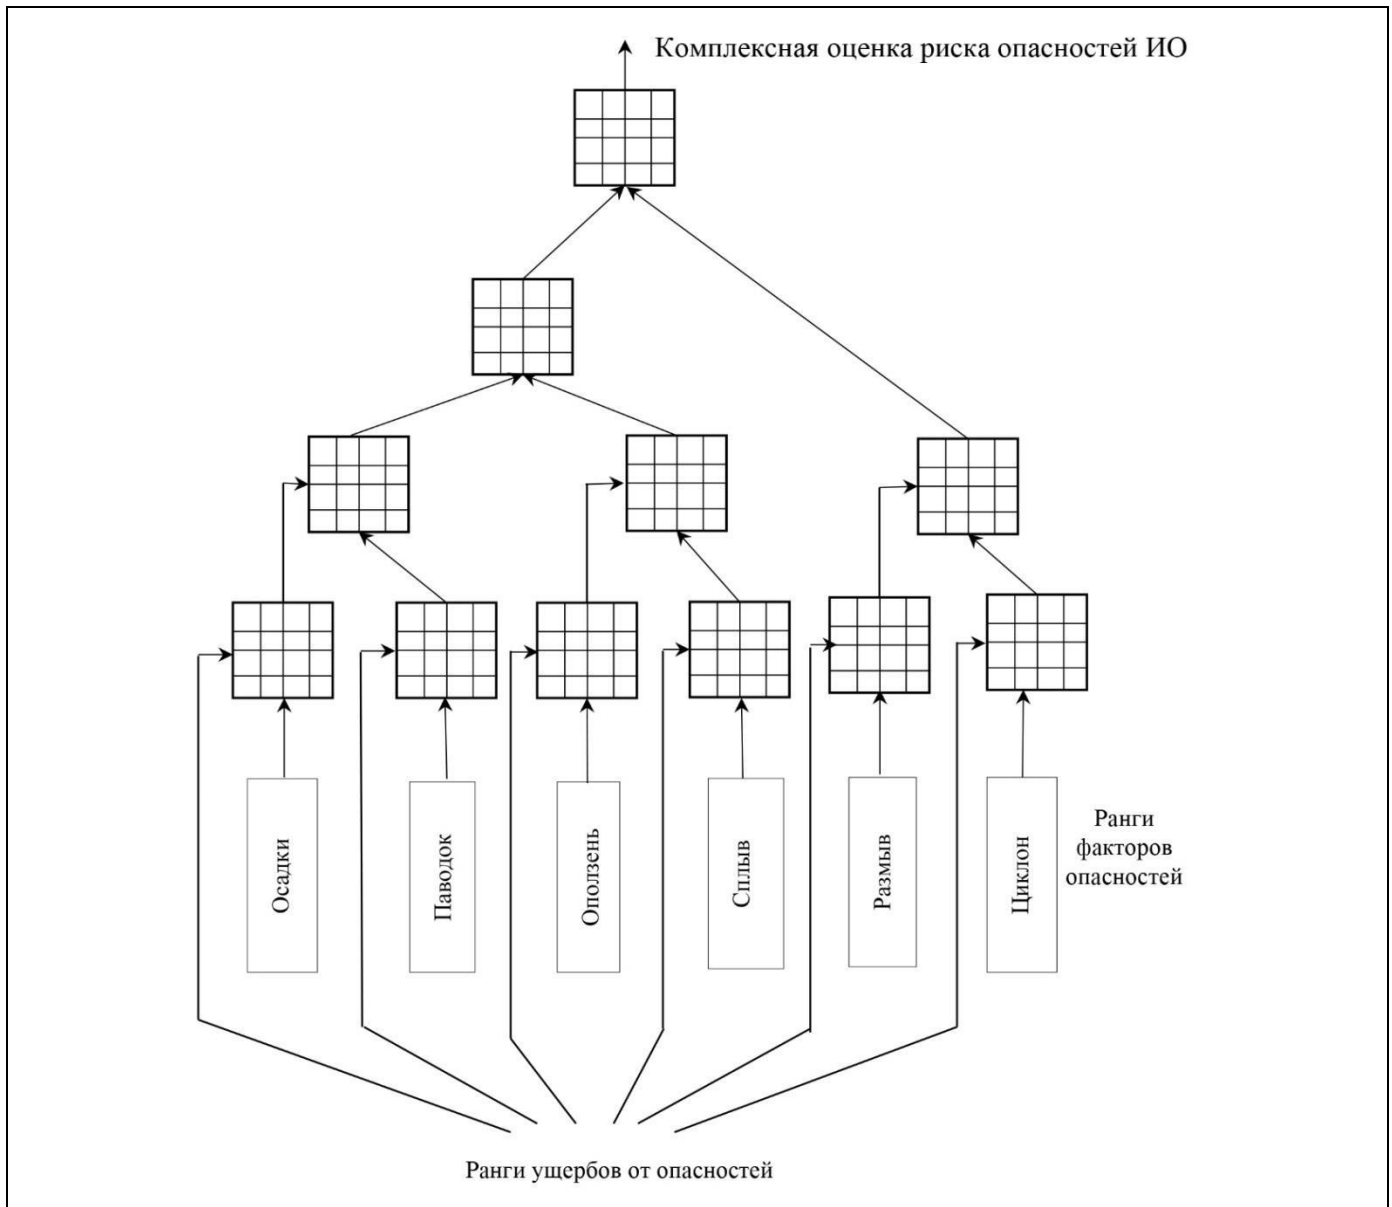 Комплексная оценка риска опасностей ИО
Осадки
Паводок
Оползень
Сплыв
Размыв
Циклон
Ранги
факторов
опасностей
Ранги ущербов от опасностей